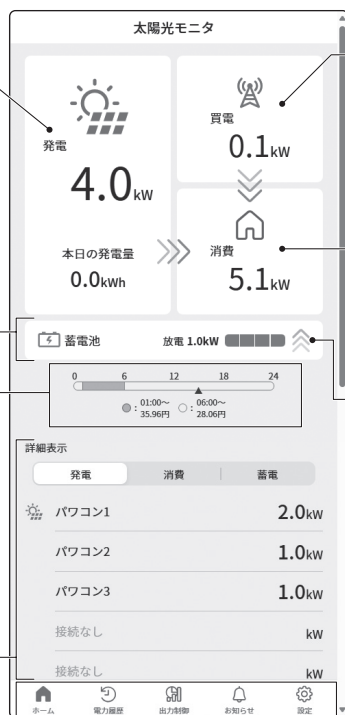 太陽光モニタ
発電
4.0kW
本日の発電量
0.0kWh
買電
0.1kW
消費
5.1kW
蓄電池
放電 1.0kW
0 6 12 18 24
: 01:00〜 35.96円
: 06:00〜 28.06円
詳細表示
発電 消費 蓄電
パワコン1 2.0kW
パワコン2 1.0kW
パワコン3 1.0kW
接続なし kW
接続なし kW
ホーム 電力履歴 出力制御 お知らせ 設定